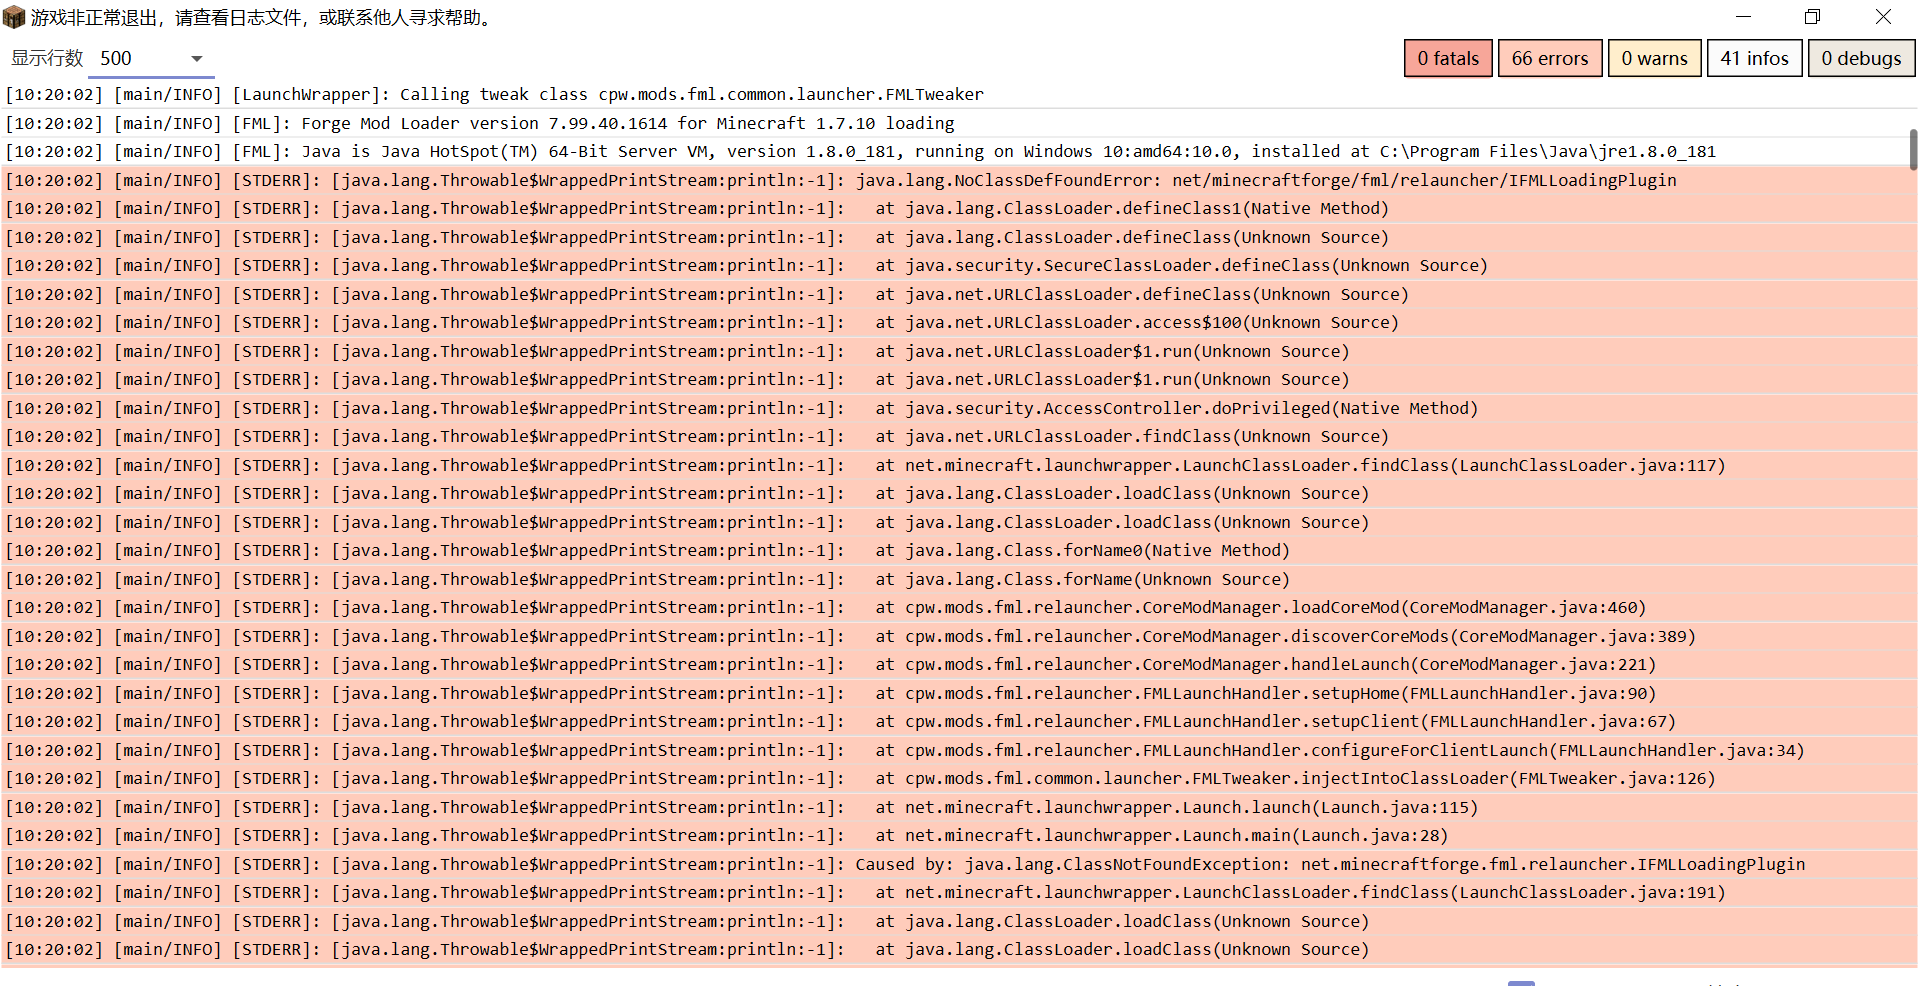 游戏非正常退出，请查看日志文件，或联系他人寻求帮助。
显示行数 500 0 fatals 66 errors 0 warns 41 infos 0 debugs
[10:20:02] [main/INFO] [LaunchWrapper]: Calling tweak class cpw.mods.fml.common.launcher.FMLTweaker
[10:20:02] [main/INFO] [FML]: Forge Mod Loader version 7.99.40.1614 for Minecraft 1.7.10 loading
[10:20:02] [main/INFO] [FML]: Java is Java HotSpot(TM) 64-Bit Server VM, version 1.8.0_181, running on Windows 10:amd64:10.0, installed at C:\Program Files\Java\jre1.8.0_181
[10:20:02] [main/INFO] [STDERR]: [java.lang.Throwable$WrappedPrintStream:println:-1]: java.lang.NoClassDefFoundError: net/minecraftforge/fml/relauncher/IFMLLoadingPlugin
[10:20:02] [main/INFO] [STDERR]: [java.lang.Throwable$WrappedPrintStream:println:-1]: at java.lang.ClassLoader.defineClass1(Native Method)
[10:20:02] [main/INFO] [STDERR]: [java.lang.Throwable$WrappedPrintStream:println:-1]: at java.lang.ClassLoader.defineClass(Unknown Source)
[10:20:02] [main/INFO] [STDERR]: [java.lang.Throwable$WrappedPrintStream:println:-1]: at java.security.SecureClassLoader.defineClass(Unknown Source)
[10:20:02] [main/INFO] [STDERR]: [java.lang.Throwable$WrappedPrintStream:println:-1]: at java.net.URLClassLoader.defineClass(Unknown Source)
[10:20:02] [main/INFO] [STDERR]: [java.lang.Throwable$WrappedPrintStream:println:-1]: at java.net.URLClassLoader.access$100(Unknown Source)
[10:20:02] [main/INFO] [STDERR]: [java.lang.Throwable$WrappedPrintStream:println:-1]: at java.net.URLClassLoader$1.run(Unknown Source)
[10:20:02] [main/INFO] [STDERR]: [java.lang.Throwable$WrappedPrintStream:println:-1]: at java.net.URLClassLoader$1.run(Unknown Source)
[10:20:02] [main/INFO] [STDERR]: [java.lang.Throwable$WrappedPrintStream:println:-1]: at java.security.AccessController.doPrivileged(Native Method)
[10:20:02] [main/INFO] [STDERR]: [java.lang.Throwable$WrappedPrintStream:println:-1]: at java.net.URLClassLoader.findClass(Unknown Source)
[10:20:02] [main/INFO] [STDERR]: [java.lang.Throwable$WrappedPrintStream:println:-1]: at net.minecraft.launchwrapper.LaunchClassLoader.findClass(LaunchClassLoader.java:117)
[10:20:02] [main/INFO] [STDERR]: [java.lang.Throwable$WrappedPrintStream:println:-1]: at java.lang.ClassLoader.loadClass(Unknown Source)
[10:20:02] [main/INFO] [STDERR]: [java.lang.Throwable$WrappedPrintStream:println:-1]: at java.lang.ClassLoader.loadClass(Unknown Source)
[10:20:02] [main/INFO] [STDERR]: [java.lang.Throwable$WrappedPrintStream:println:-1]: at java.lang.Class.forName0(Native Method)
[10:20:02] [main/INFO] [STDERR]: [java.lang.Throwable$WrappedPrintStream:println:-1]: at java.lang.Class.forName(Unknown Source)
[10:20:02] [main/INFO] [STDERR]: [java.lang.Throwable$WrappedPrintStream:println:-1]: at cpw.mods.fml.relauncher.CoreModManager.loadCoreMod(CoreModManager.java:460)
[10:20:02] [main/INFO] [STDERR]: [java.lang.Throwable$WrappedPrintStream:println:-1]: at cpw.mods.fml.relauncher.CoreModManager.discoverCoreMods(CoreModManager.java:389)
[10:20:02] [main/INFO] [STDERR]: [java.lang.Throwable$WrappedPrintStream:println:-1]: at cpw.mods.fml.relauncher.CoreModManager.handleLaunch(CoreModManager.java:221)
[10:20:02] [main/INFO] [STDERR]: [java.lang.Throwable$WrappedPrintStream:println:-1]: at cpw.mods.fml.relauncher.FMLLaunchHandler.setupHome(FMLLaunchHandler.java:90)
[10:20:02] [main/INFO] [STDERR]: [java.lang.Throwable$WrappedPrintStream:println:-1]: at cpw.mods.fml.relauncher.FMLLaunchHandler.setupClient(FMLLaunchHandler.java:67)
[10:20:02] [main/INFO] [STDERR]: [java.lang.Throwable$WrappedPrintStream:println:-1]: at cpw.mods.fml.relauncher.FMLLaunchHandler.configureForClientLaunch(FMLLaunchHandler.java:34)
[10:20:02] [main/INFO] [STDERR]: [java.lang.Throwable$WrappedPrintStream:println:-1]: at cpw.mods.fml.common.launcher.FMLTweaker.injectIntoClassLoader(FMLTweaker.java:126)
[10:20:02] [main/INFO] [STDERR]: [java.lang.Throwable$WrappedPrintStream:println:-1]: at net.minecraft.launchwrapper.Launch.launch(Launch.java:115)
[10:20:02] [main/INFO] [STDERR]: [java.lang.Throwable$WrappedPrintStream:println:-1]: at net.minecraft.launchwrapper.Launch.main(Launch.java:28)
[10:20:02] [main/INFO] [STDERR]: [java.lang.Throwable$WrappedPrintStream:println:-1]: Caused by: java.lang.ClassNotFoundException: net.minecraftforge.fml.relauncher.IFMLLoadingPlugin
[10:20:02] [main/INFO] [STDERR]: [java.lang.Throwable$WrappedPrintStream:println:-1]: at net.minecraft.launchwrapper.LaunchClassLoader.findClass(LaunchClassLoader.java:191)
[10:20:02] [main/INFO] [STDERR]: [java.lang.Throwable$WrappedPrintStream:println:-1]: at java.lang.ClassLoader.loadClass(Unknown Source)
[10:20:02] [main/INFO] [STDERR]: [java.lang.Throwable$WrappedPrintStream:println:-1]: at java.lang.ClassLoader.loadClass(Unknown Source)